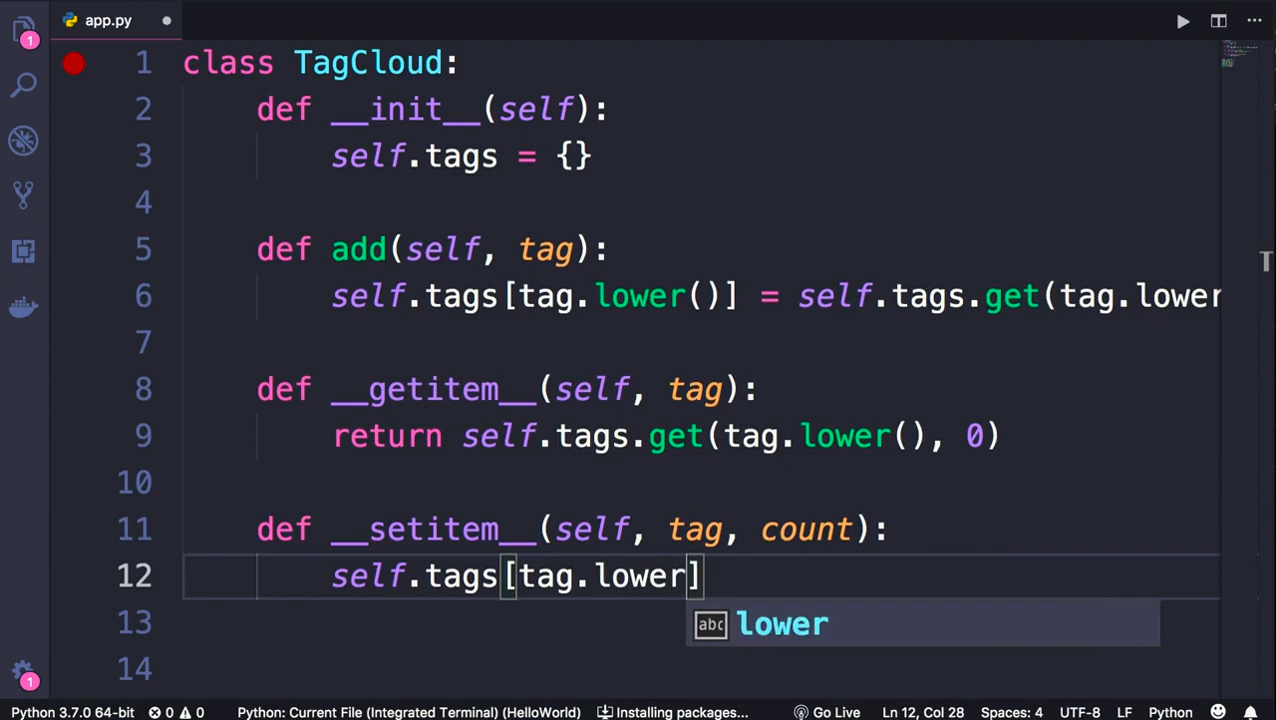 app.py
1 class TagCloud:
2 def __init__(self):
3 self.tags = {}
4
5 def add(self, tag):
6 self.tags[tag.lower()] = self.tags.get(tag.lower
7
8 def __getitem__(self, tag):
9 return self.tags.get(tag.lower(), 0)
10
11 def __setitem__(self, tag, count):
12 self.tags[tag.lower]
13 abc lower
14
1
1
T
Python 3.7.0 64-bit 0 0 Python: Current File (Integrated Terminal) (HelloWorld) Installing packages... Go Live Ln 12, Col 28 Spaces: 4 UTF-8 LF Python